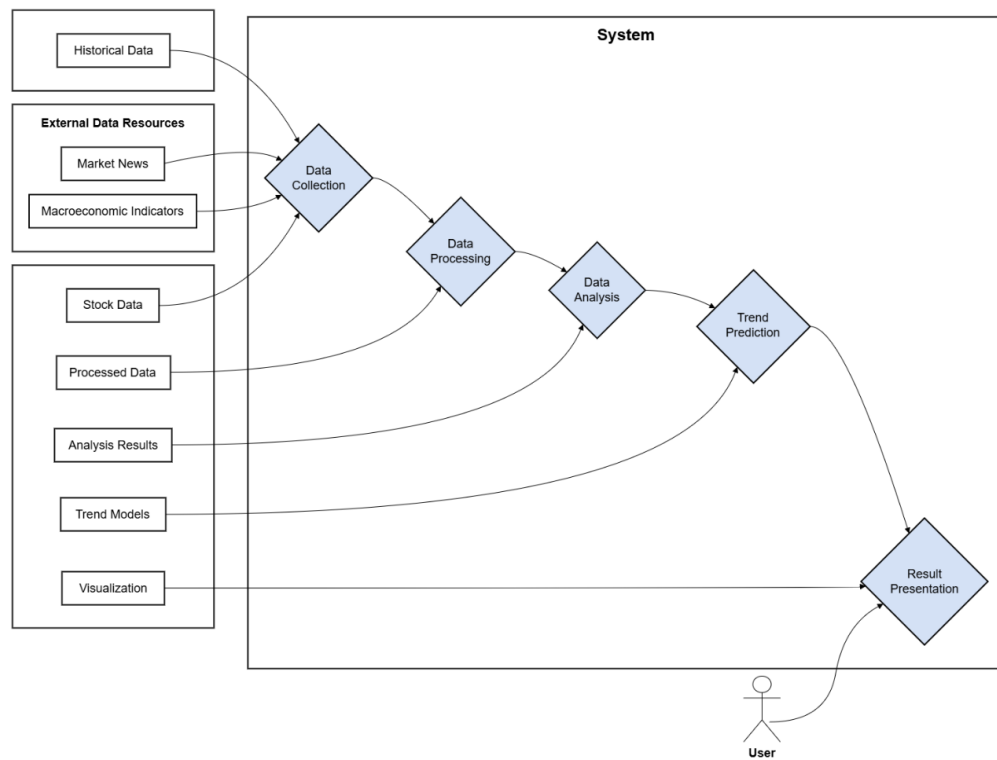 System
Historical Data
External Data Resources
Market News
Macroeconomic Indicators
Stock Data
Processed Data
Analysis Results
Trend Models
Visualization
Data
Collection
Data
Processing
Data
Analysis
Trend
Prediction
Result
Presentation
User